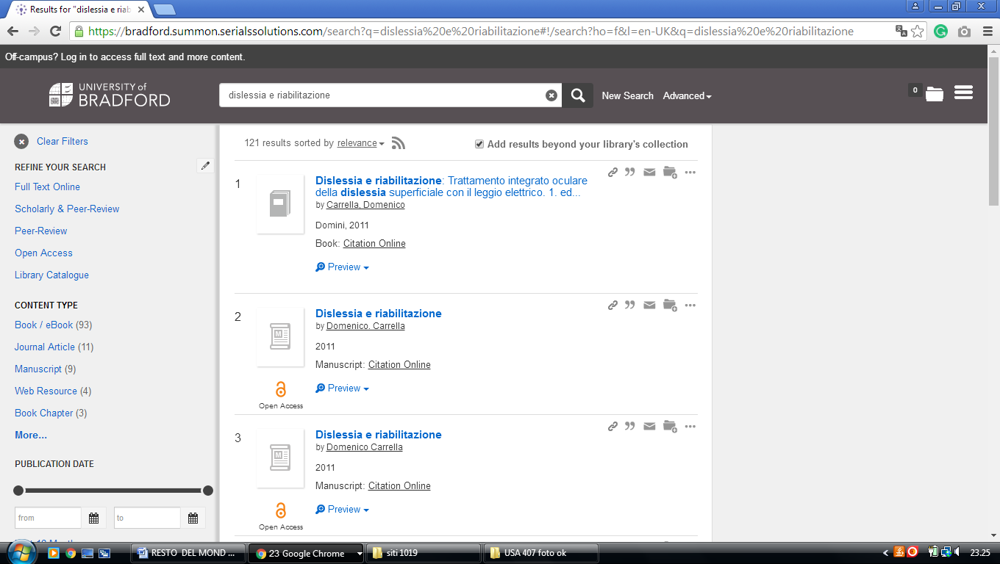 Results for "dislessia e riab
https://bradford.summon.serialssolutions.com/search?q=dislessia%20e%20riabilitazione#!/search?ho=f&l=en-UK&q=dislessia%20e%20riabilitazione
Off-campus? Log in to access full text and more content.
UNIVERSITY of
BRADFORD
dislessia e riabilitazione
New Search
Advanced
0
Clear Filters
REFINE YOUR SEARCH
Full Text Online
Scholarly & Peer-Review
Peer-Review
Open Access
Library Catalogue
CONTENT TYPE
Book / eBook (93)
Journal Article (11)
Manuscript (9)
Web Resource (4)
Book Chapter (3)
More...
PUBLICATION DATE
from
to
121 results sorted by relevance
Add results beyond your library's collection
1
Dislessia e riabilitazione: Trattamento integrato oculare
della dislessia superficiale con il leggio elettrico. 1. ed...
by Carrella, Domenico
Domini, 2011
Book: Citation Online
Preview
2
Dislessia e riabilitazione
by Domenico. Carrella
2011
Manuscript: Citation Online
Preview
Open Access
3
Dislessia e riabilitazione
by Domenico Carrella
2011
Manuscript: Citation Online
Preview
Open Access
RESTO DEL MOND ...
23 Google Chrome
siti 1019
USA 407 foto ok
23.25